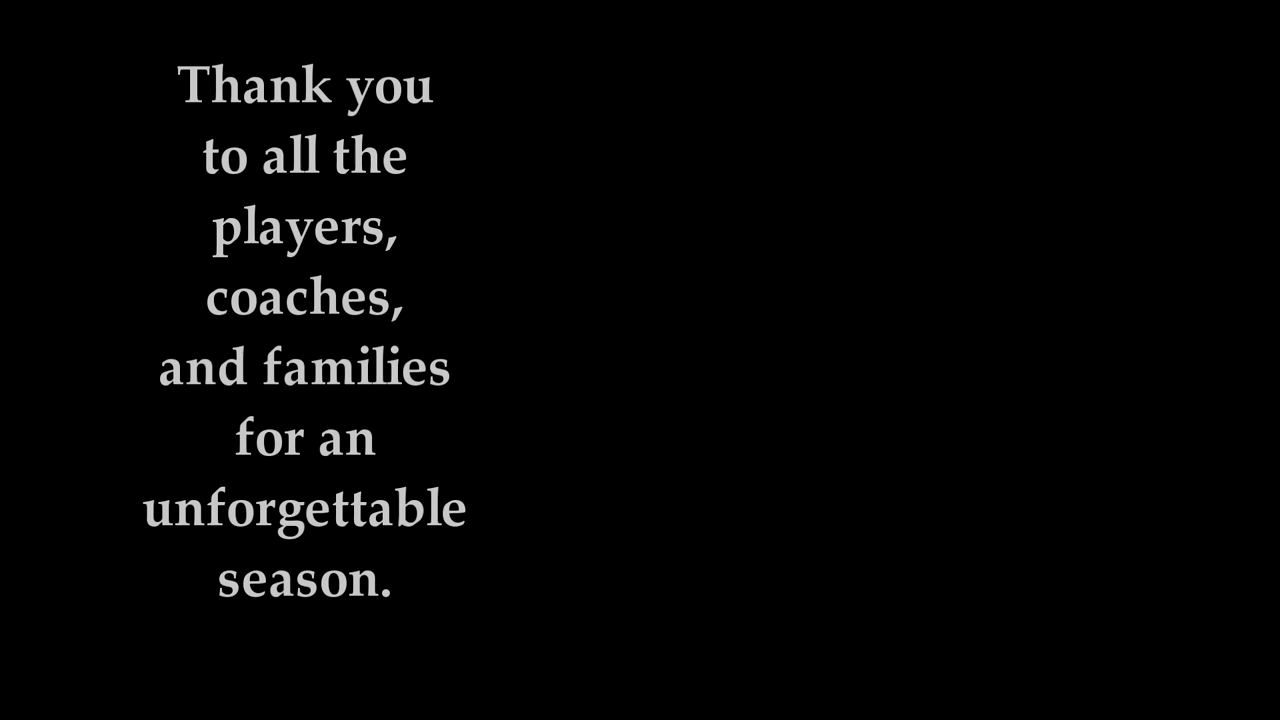 Thank you
to all the
players,
coaches,
and families
for an
unforgettable
season.